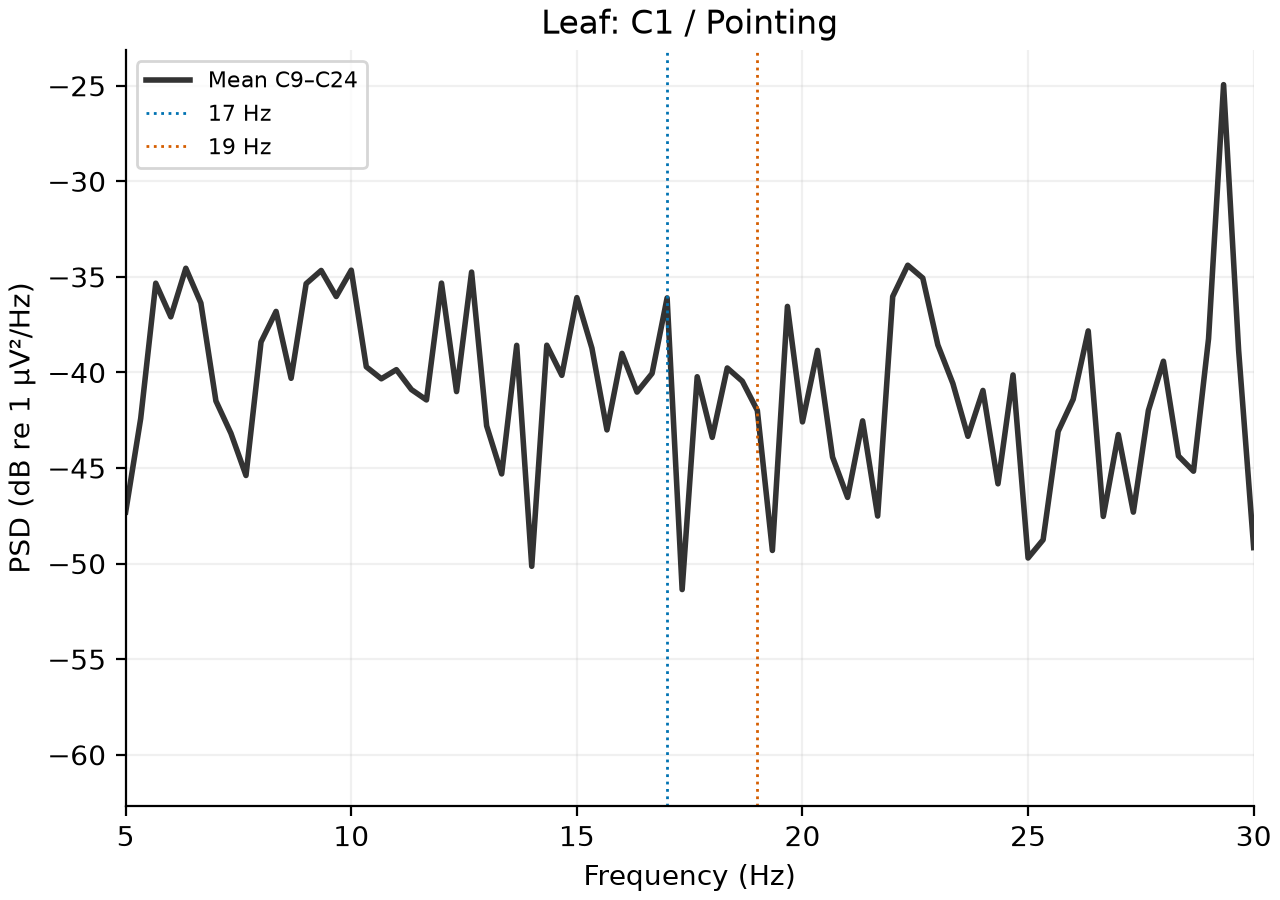 Leaf: C1 / Pointing
Mean C9–C24
17 Hz
19 Hz
PSD (dB re 1 µV²/Hz)
−25
−30
−35
−40
−45
−50
−55
−60
5
10
15
20
25
30
Frequency (Hz)